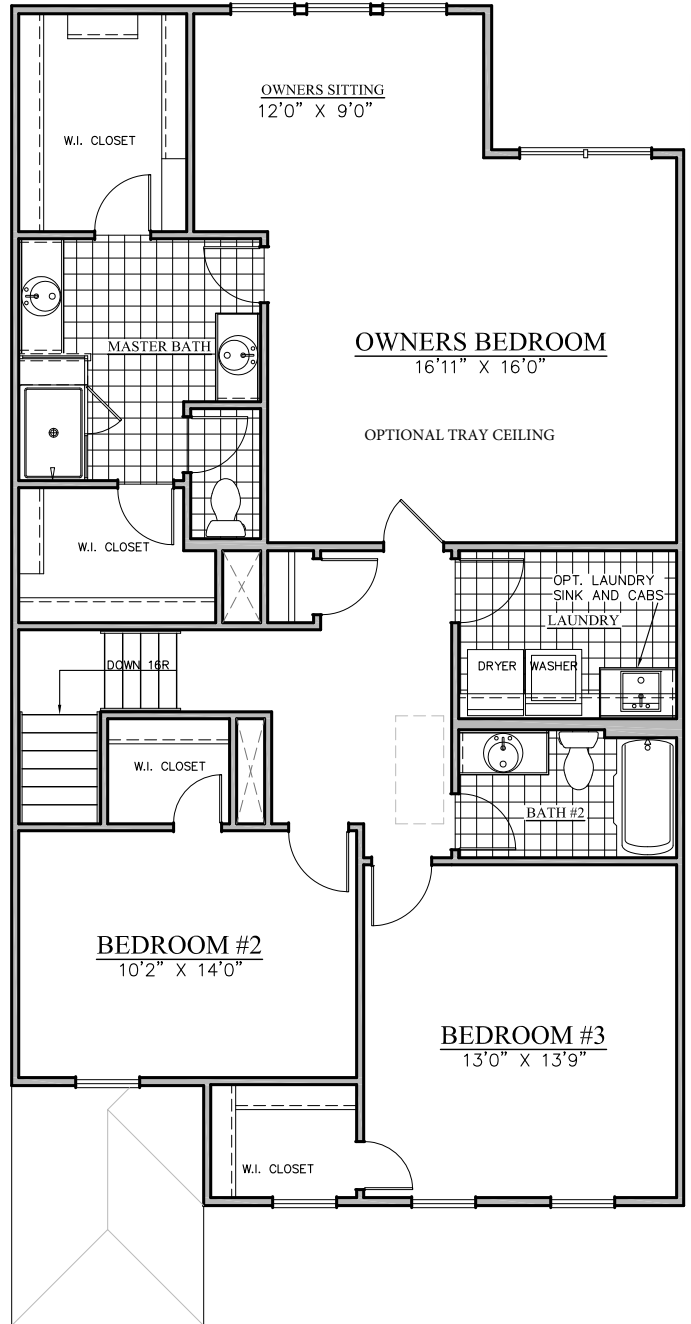 OWNERS SITTING
12'0" X 9'0"
W.I. CLOSET
MASTER BATH
OWNERS BEDROOM
16'11" X 16'0"
OPTIONAL TRAY CEILING
W.I. CLOSET
OPT. LAUNDRY
SINK AND CABS
LAUNDRY
DRYER
WASHER
DOWN 16R
W.I. CLOSET
BATH #2
BEDROOM #2
10'2" X 14'0"
BEDROOM #3
13'0" X 13'9"
W.I. CLOSET